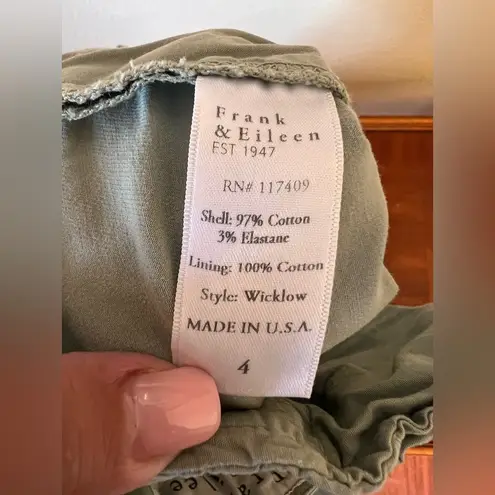 Frank
& Eileen
EST 1947
RN# 117409
Shell: 97% Cotton
3% Elastane
Lining: 100% Cotton
Style: Wicklow
MADE IN U.S.A.
4